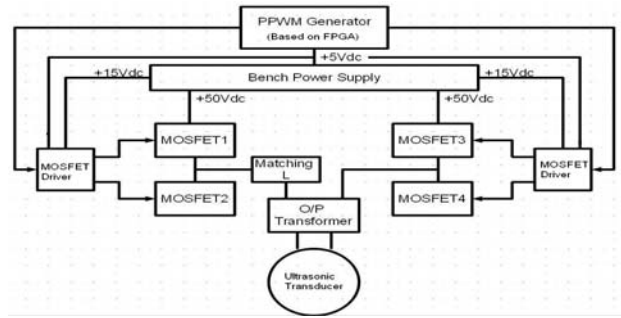 PPWM Generator
(Based on FPGA)
+5Vdc
+15Vdc
+15Vdc
Bench Power Supply
+50Vdc
+50Vdc
MOSFET1
MOSFET3
Matching
L
MOSFET
Driver
MOSFET
Driver
MOSFET2
MOSFET4
O/P
Transformer
Ultrasonic
Transducer